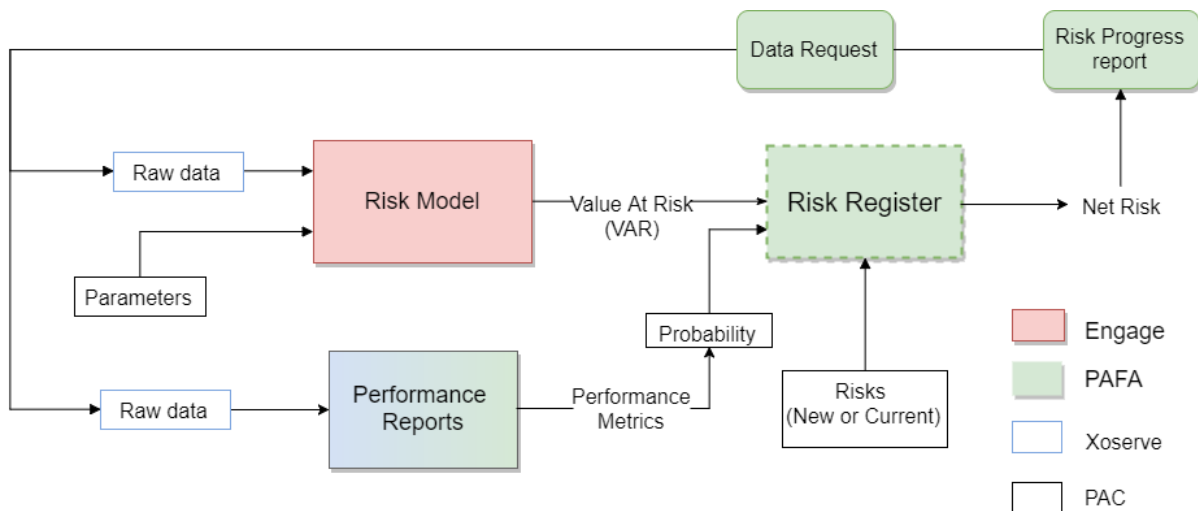 Data Request
Risk Progress
report
Raw data
Risk Model
Value At Risk
(VAR)
Risk Register
Net Risk
Parameters
Probability
Raw data
Performance
Reports
Performance
Metrics
Risks
(New or Current)
Engage
PAFA
Xoserve
PAC